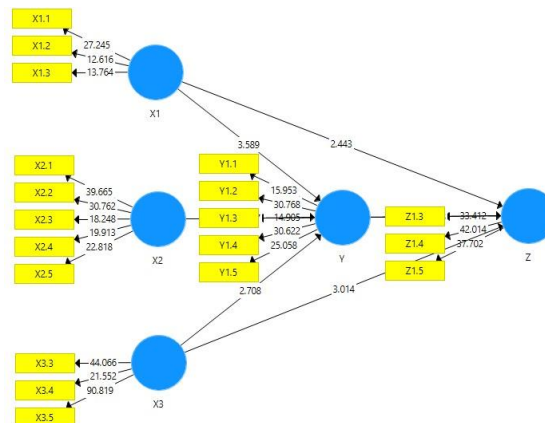 X1.1
X1.2
X1.3
27.245
12.616
13.764
X1
2.443
3.589
X2.1
X2.2
X2.3
X2.4
X2.5
39.665
30.762
18.248
19.913
22.818
X2
Y1.1
Y1.2
Y1.3
Y1.4
Y1.5
15.953
30.768
14.905
30.622
25.058
Y
Z1.3
Z1.4
Z1.5
33.412
42.014
37.702
Z
2.708
3.014
X3.3
X3.4
X3.5
44.066
21.552
90.819
X3